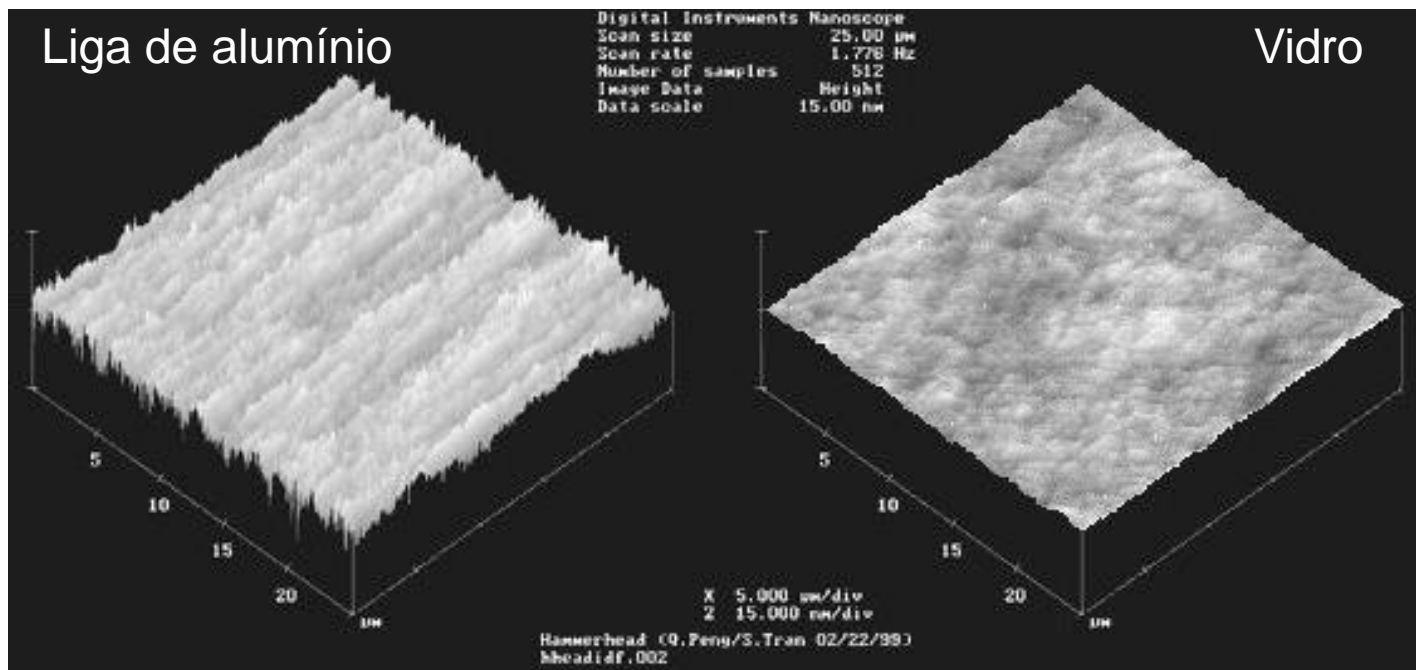 Liga de alumínio
Digital Instruments Nanoscope
Scan size 25.00 µm
Scan rate 1.776 Hz
Number of samples 512
Image Data Height
Data scale 15.00 nm
Vidro
5
10
15
20
µm
5
10
15
20
µm
X 5.000 µm/div
Z 15.000 nm/div
Hammerhead (Q.Peng/S.Tran 02/22/99)
hheadidf.002